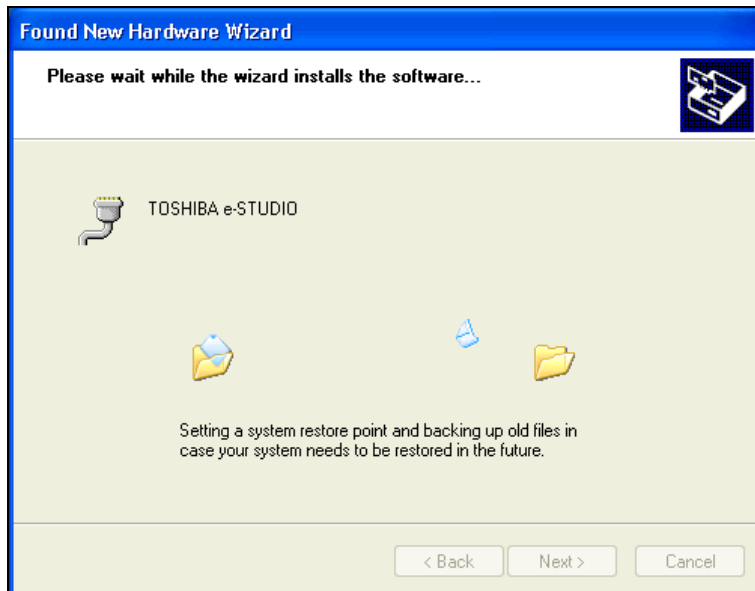 Found New Hardware Wizard
Please wait while the wizard installs the software...
TOSHIBA e-STUDIO
Setting a system restore point and backing up old files in
case your system needs to be restored in the future.
< Back
Next >
Cancel